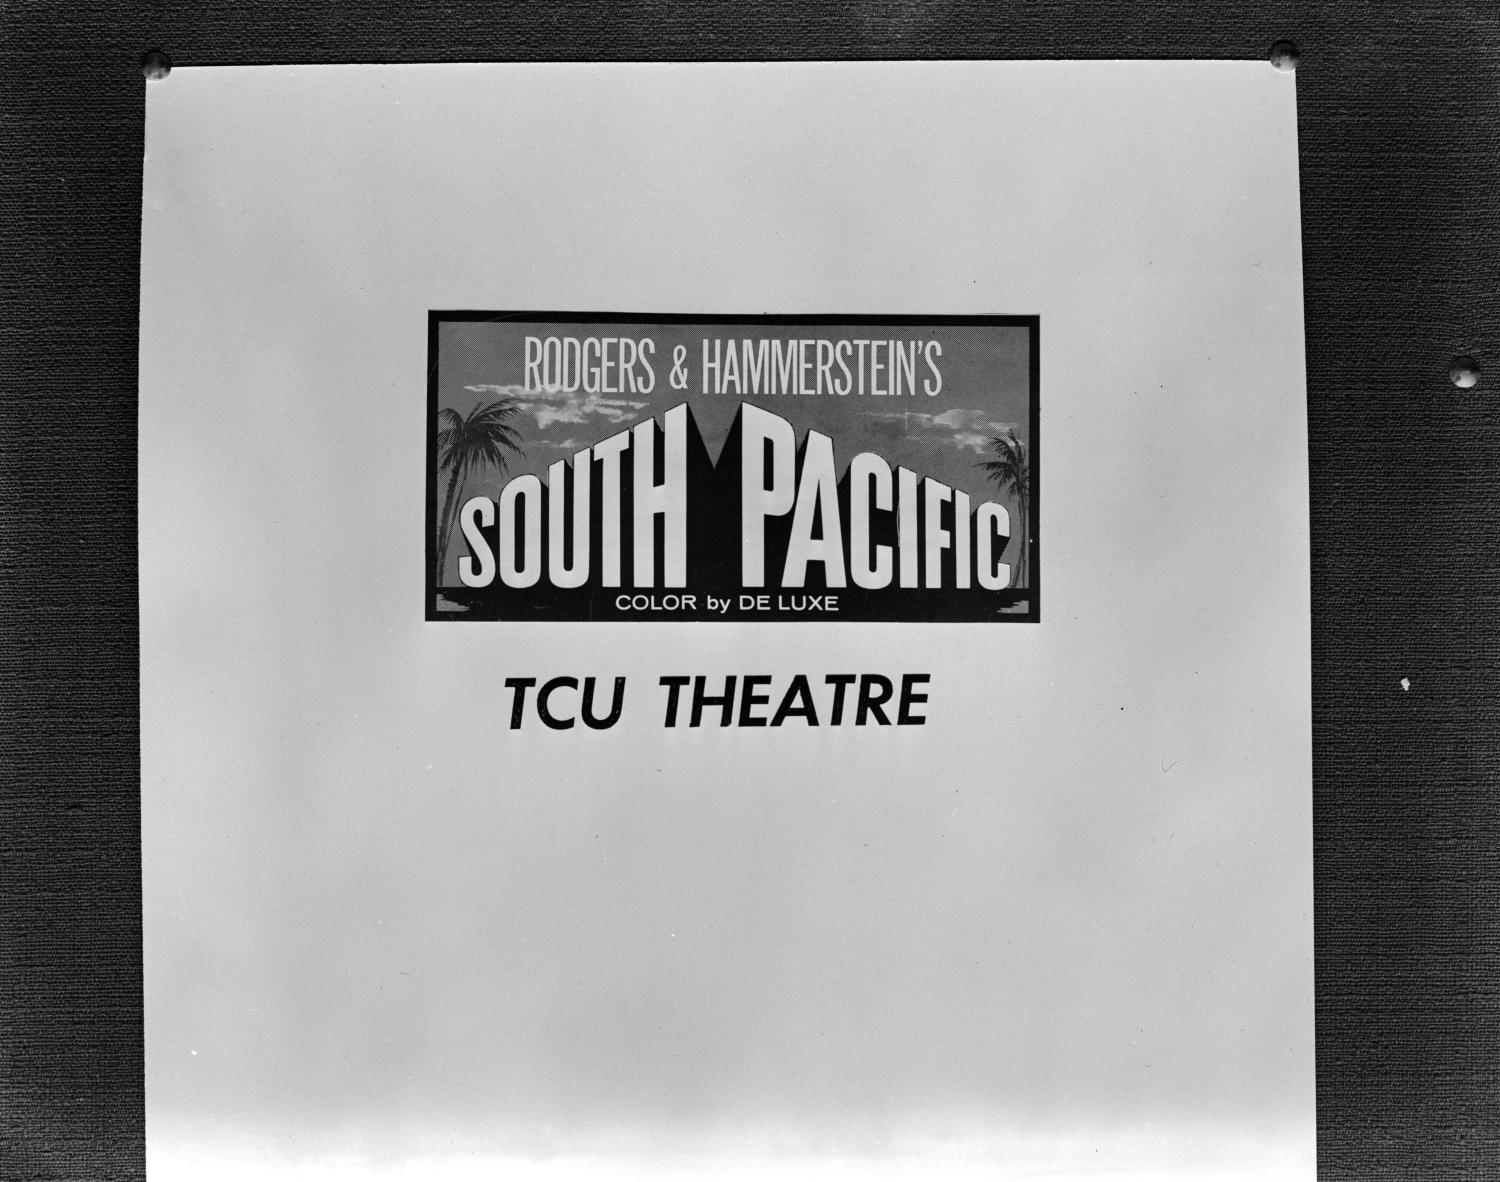 RODGERS & HAMMERSTEIN'S
SOUTH PACIFIC
COLOR by DE LUXE
TCU THEATRE